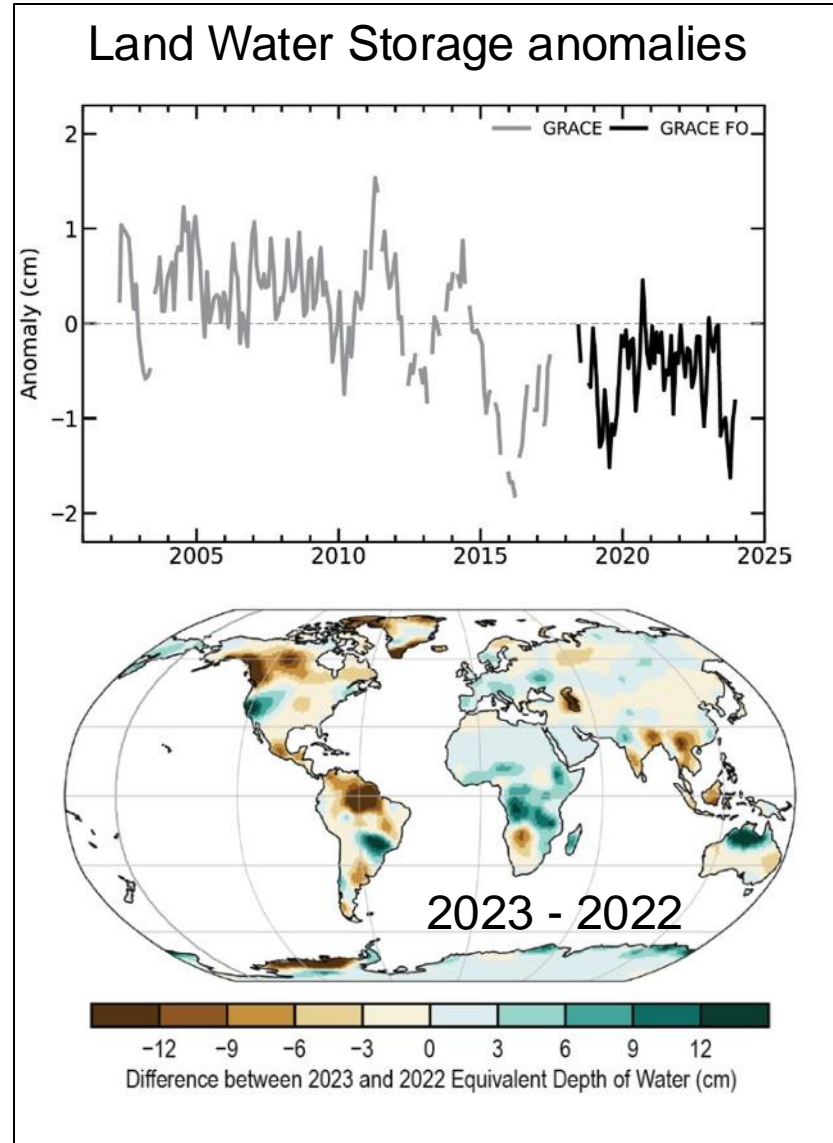 Land Water Storage anomalies
GRACE GRACE FO
Anomaly (cm)
2
1
0
−1
−2
2005 2010 2015 2020 2025
2023 - 2022
−12 −9 −6 −3 0 3 6 9 12
Difference between 2023 and 2022 Equivalent Depth of Water (cm)